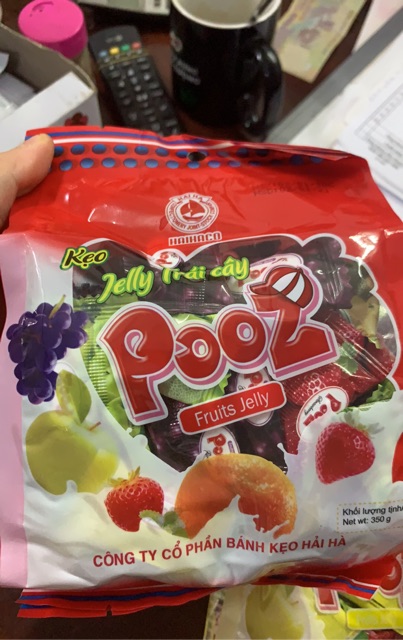 HAIHACO
Kẹo
Jelly Trái cây
POOZ
Fruits Jelly
Khối lượng tịnh
Net wt: 350 g
CÔNG TY CỔ PHẦN BÁNH KẸO HẢI HÀ